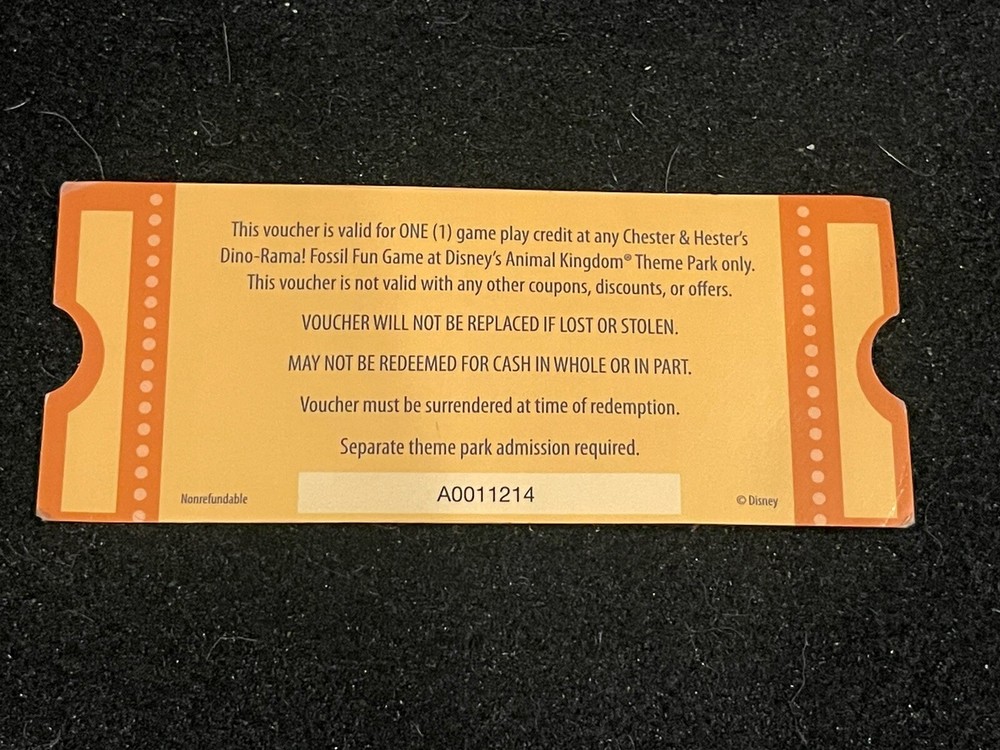 This voucher is valid for ONE (1) game play credit at any Chester & Hester's
Dino-Rama! Fossil Fun Game at Disney's Animal Kingdom® Theme Park only.
This voucher is not valid with any other coupons, discounts, or offers.
VOUCHER WILL NOT BE REPLACED IF LOST OR STOLEN.
MAY NOT BE REDEEMED FOR CASH IN WHOLE OR IN PART.
Voucher must be surrendered at time of redemption.
Separate theme park admission required.
Nonrefundable
A0011214
© Disney